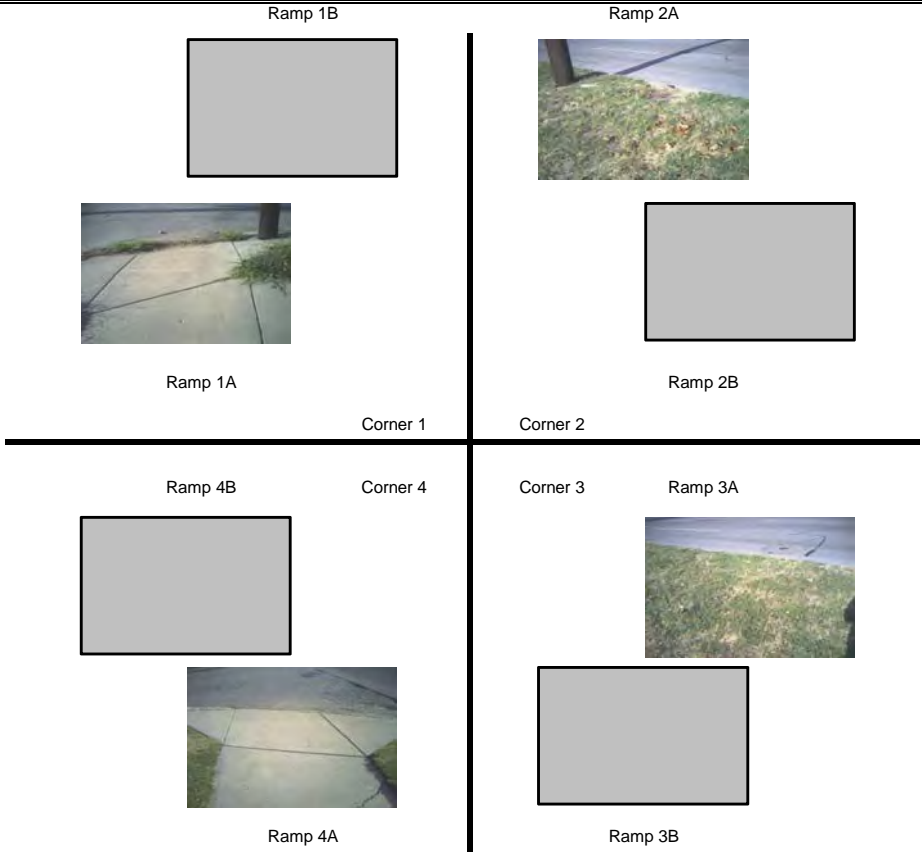 Ramp 1B
Ramp 2A
Ramp 1A
Ramp 2B
Corner 1
Corner 2
Ramp 4B
Corner 4
Corner 3
Ramp 3A
Ramp 4A
Ramp 3B